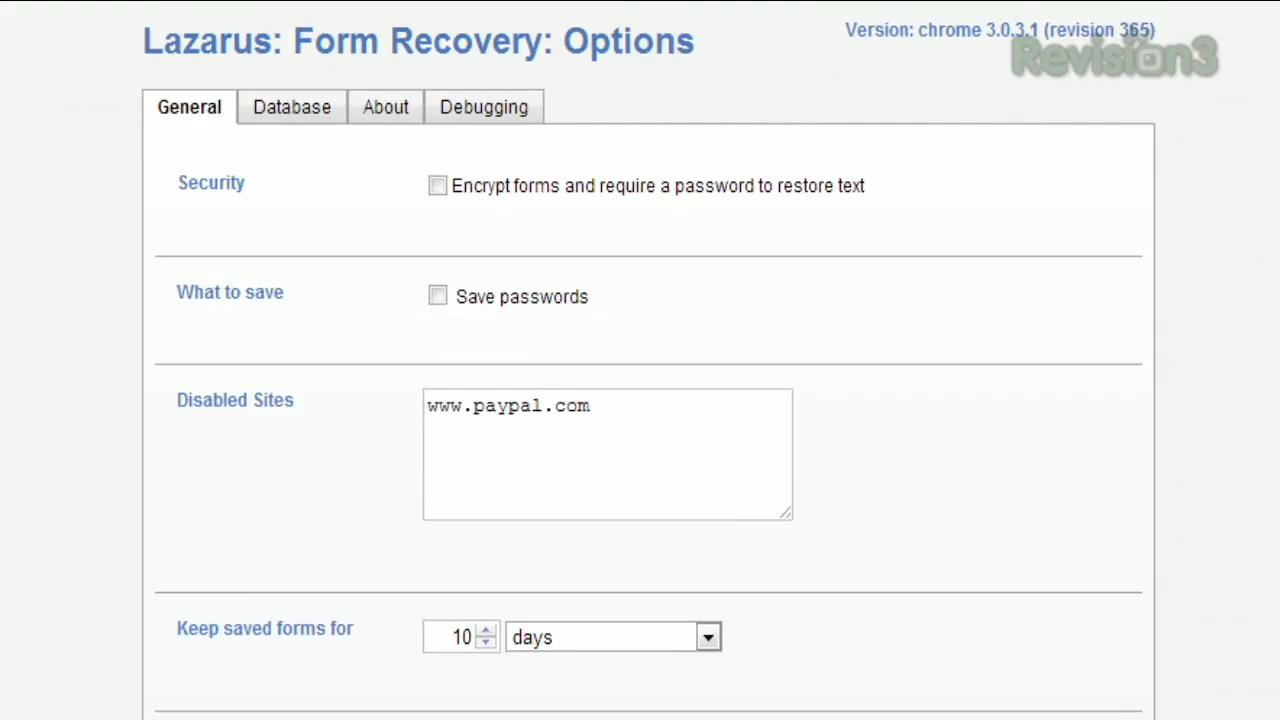 Lazarus: Form Recovery: Options
Version: chrome 3.0.3.1 (revision 365)
Revision3
General Database About Debugging
Security
Encrypt forms and require a password to restore text
What to save
Save passwords
Disabled Sites
www.paypal.com
Keep saved forms for
10 days